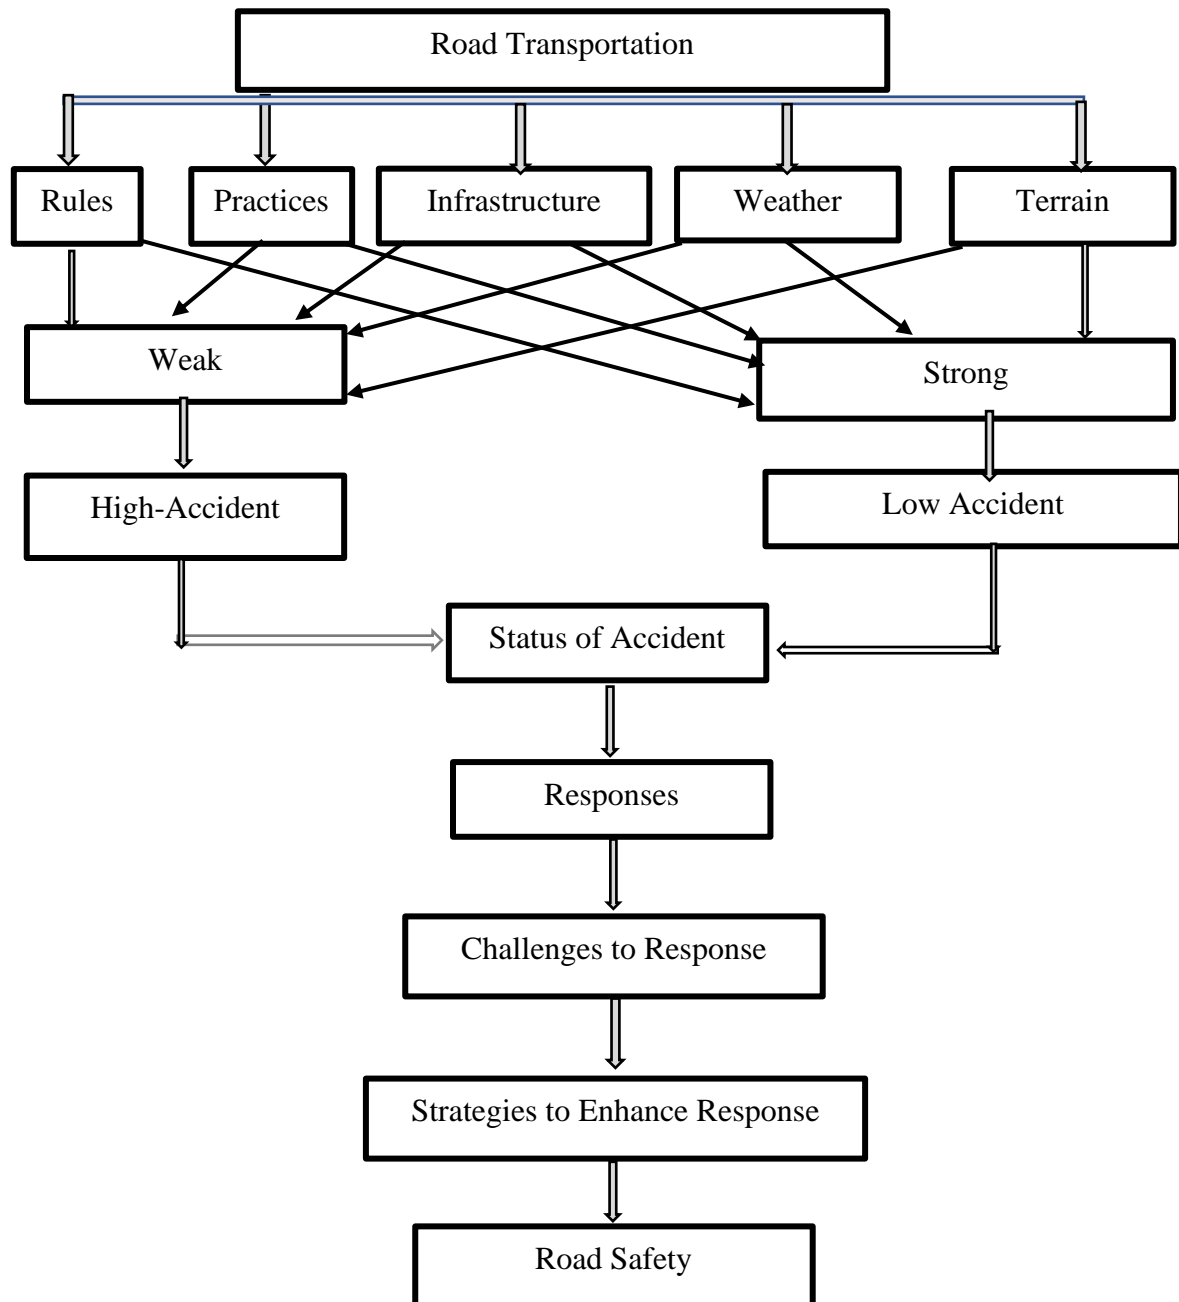 Road Transportation
Rules
Practices
Infrastructure
Weather
Terrain
Weak
Strong
High-Accident
Low Accident
Status of Accident
Responses
Challenges to Response
Strategies to Enhance Response
Road Safety